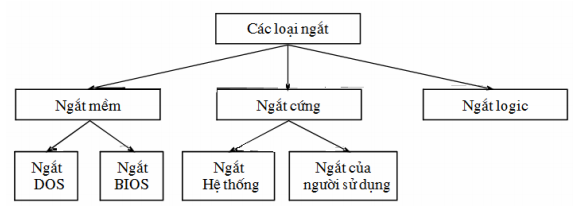 Các loại ngắt
Ngắt mềm
Ngắt cứng
Ngắt logic
Ngắt
DOS
Ngắt
BIOS
Ngắt
Hệ thống
Ngắt của
người sử dụng